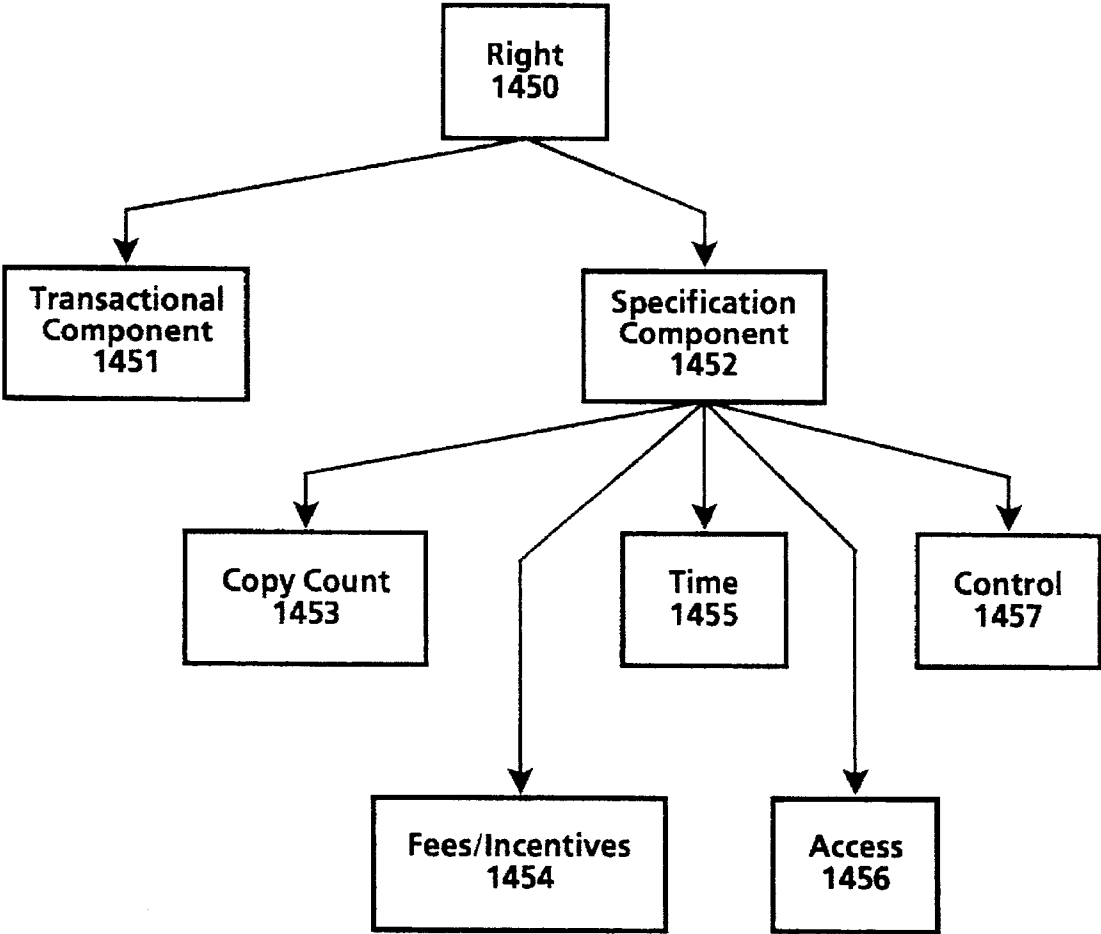 Right
1450
Transactional
Component
1451
Specification
Component
1452
Copy Count
1453
Time
1455
Control
1457
Fees/Incentives
1454
Access
1456